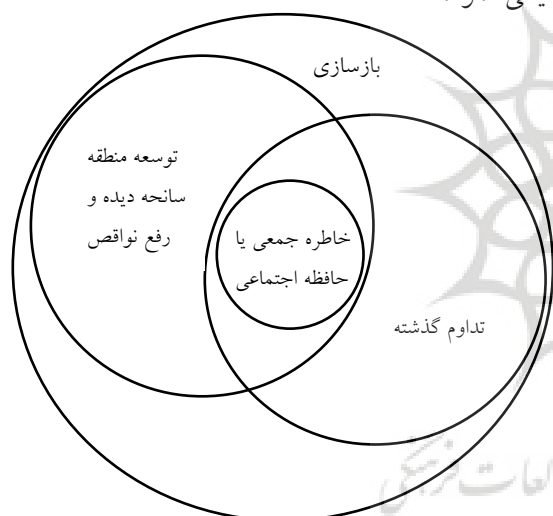 بازسازی
توسعه منطقه
سانحه دیده و
رفع نواقص
خاطره جمعی یا
حافظه اجتماعی
تداوم گذشته